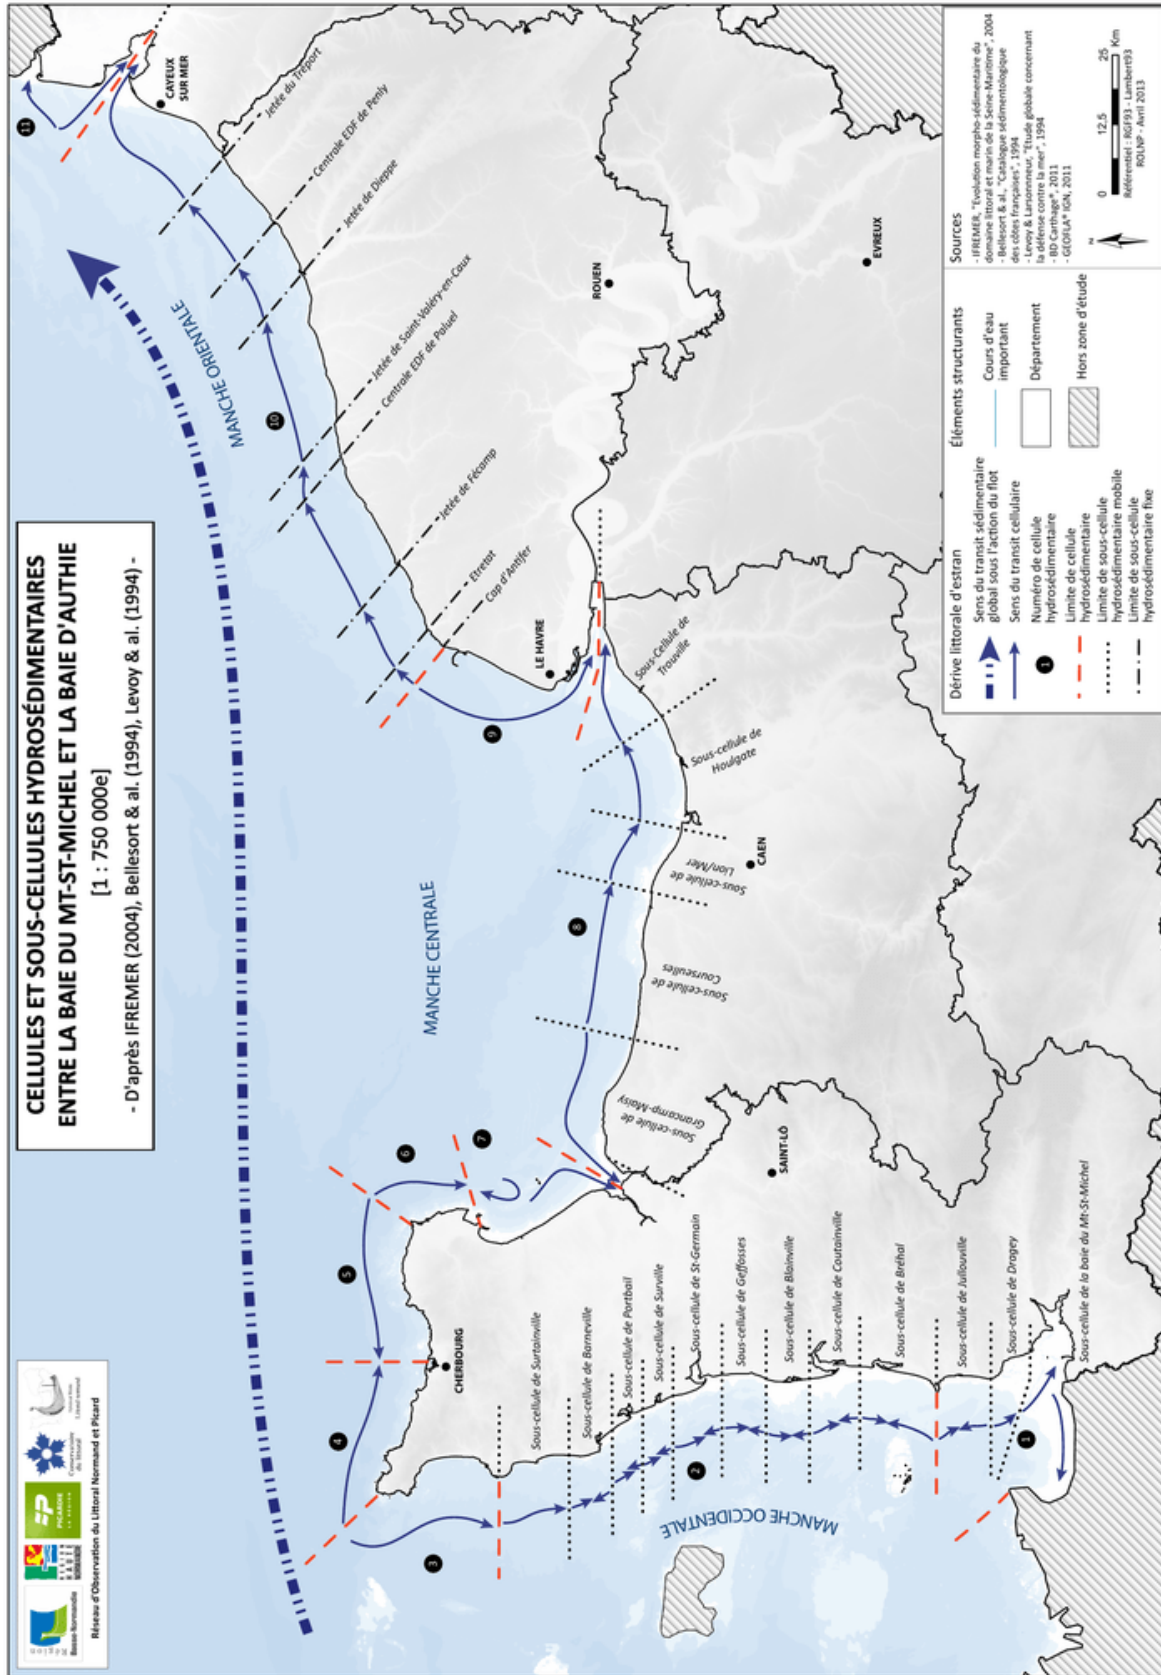 CELLULES ET SOUS-CELLULES HYDROSÉDIMENTAIRES
ENTRE LA BAIE DU MT-ST-MICHEL ET LA BAIE D'AUTHIE
[1 : 750 000e]
- D'après IFREMER (2004), Bellesort & al. (1994), Levoy & al. (1994) -
Région
Basse-Normandie
PICARDIE
LA RÉGION
Conservatoire
du littoral
Réseau d'Observation du Littoral Normand et Picard
MANCHE ORIENTALE
MANCHE CENTRALE
MANCHE OCCIDENTALE
11
CAYEUX
SUR MER
Jetée du Tréport
Centrale EDF de Penly
Jetée de Dieppe
10
Jetée de Saint-Valéry-en-Caux
Centrale EDF de Paluel
Jetée de Fécamp
Etretat
Cap d'Antifer
9
LE HAVRE
ROUEN
EVREUX
Sous-Cellule de
Trouville
Sous-cellule de
Houlgate
Sous-cellule de
Lion/Mer
CAEN
8
Sous-cellule de
Courseulles
Sous-cellule de
Grancamp-Maisy
SAINT-LÔ
7
6
5
CHERBOURG
4
3
Sous-cellule de Surtainville
Sous-cellule de Barneville
Sous-cellule de Portbail
Sous-cellule de Surville
Sous-cellule de St-Germain
2
Sous-cellule de Geffosses
Sous-cellule de Blainville
Sous-cellule de Coutainville
Sous-cellule de Bréhal
Sous-cellule de Jullouville
Sous-cellule de Dragey
1
Sous-cellule de la baie du Mt-St-Michel
Dérive littorale d'estran
Sens du transit sédimentaire
global sous l'action du flot
Sens du transit cellulaire
1
Numéro de cellule
hydrosédimentaire
Limite de cellule
hydrosédimentaire
Limite de sous-cellule
hydrosédimentaire mobile
Limite de sous-cellule
hydrosédimentaire fixe
Éléments structurants
Cours d'eau
important
Département
Hors zone d'étude
Sources
- IFREMER, "Evolution morpho-sédimentaire du
domaine littoral et marin de la Seine-Maritime", 2004
- Bellesort & al., "Catalogue sédimentologique
des côtes françaises", 1994
- Levoy & Larsonnneur, "Etude globale concernant
la défense contre la mer", 1994
- BD Carthage®, 2011
- GEOFLA® IGN, 2011
N
0 12,5 25 Km
Référentiel : RGF93 - Lambert93
ROLNP - Avril 2013